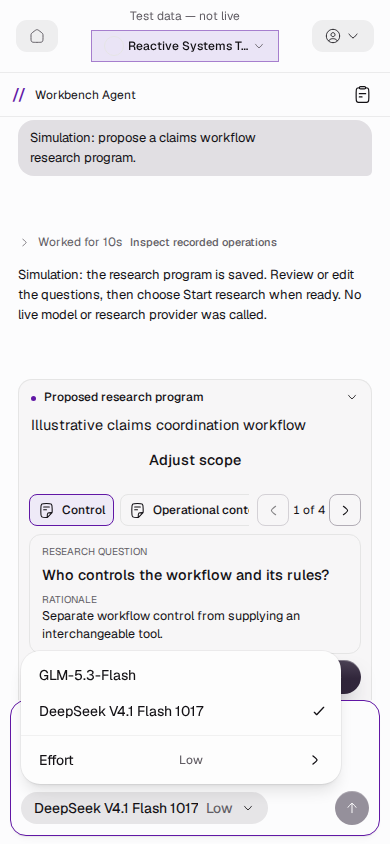 Test data — not live
Reactive Systems T...
// Workbench Agent
Simulation: propose a claims workflow
research program.
Worked for 10s Inspect recorded operations
Simulation: the research program is saved. Review or edit
the questions, then choose Start research when ready. No
live model or research provider was called.
Proposed research program
Illustrative claims coordination workflow
Adjust scope
Control
Operational cont
1 of 4
RESEARCH QUESTION
Who controls the workflow and its rules?
RATIONALE
Separate workflow control from supplying an
interchangeable tool.
GLM-5.3-Flash
DeepSeek V4.1 Flash 1017
Effort Low
DeepSeek V4.1 Flash 1017 Low